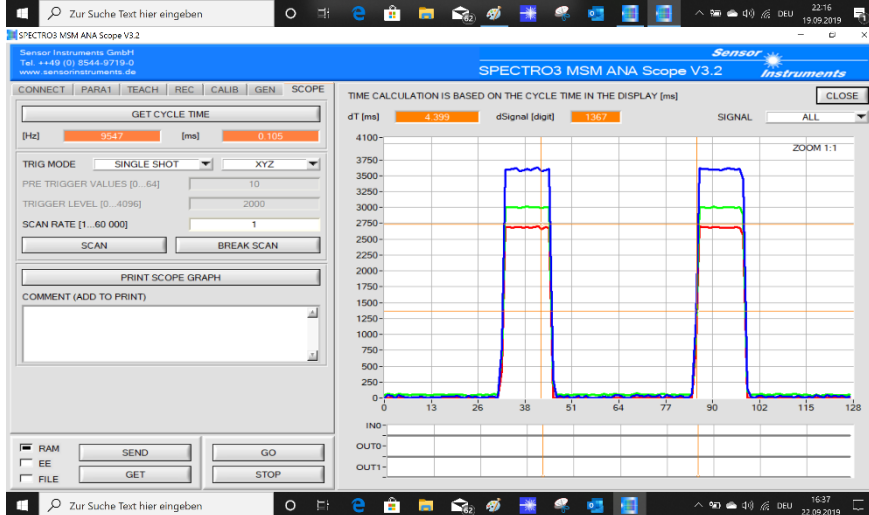 Zur Suche Text hier eingeben
62
DEU
22:16
19.09.2019
SPECTRO3 MSM ANA Scope V3.2
Sensor Instruments GmbH
Tel. ++49 (0) 8544-9719-0
www.sensorinstruments.de
Sensor
Instruments
SPECTRO3 MSM ANA Scope V3.2
CONNECT PARA1 TEACH REC CALIB GEN SCOPE
GET CYCLE TIME
[Hz] 9547 [ms] 0.105
TRIG MODE SINGLE SHOT XYZ
PRE TRIGGER VALUES [0...64] 10
TRIGGER LEVEL [0...4096] 2000
SCAN RATE [1...60 000] 1
SCAN BREAK SCAN
PRINT SCOPE GRAPH
COMMENT (ADD TO PRINT)
RAM
EE
FILE
SEND GO
GET STOP
TIME CALCULATION IS BASED ON THE CYCLE TIME IN THE DISPLAY [ms]
CLOSE
dT [ms] 4.399 dSignal [digit] 1367 SIGNAL ALL
ZOOM 1:1
4100
3750
3500
3250
3000
2750
2500
2250
2000
1750
1500
1250
1000
750
500
250
0
0 13 26 38 51 64 77 90 102 115 128
IN0
OUT0
OUT1
Zur Suche Text hier eingeben
62
DEU
16:37
22.09.2019